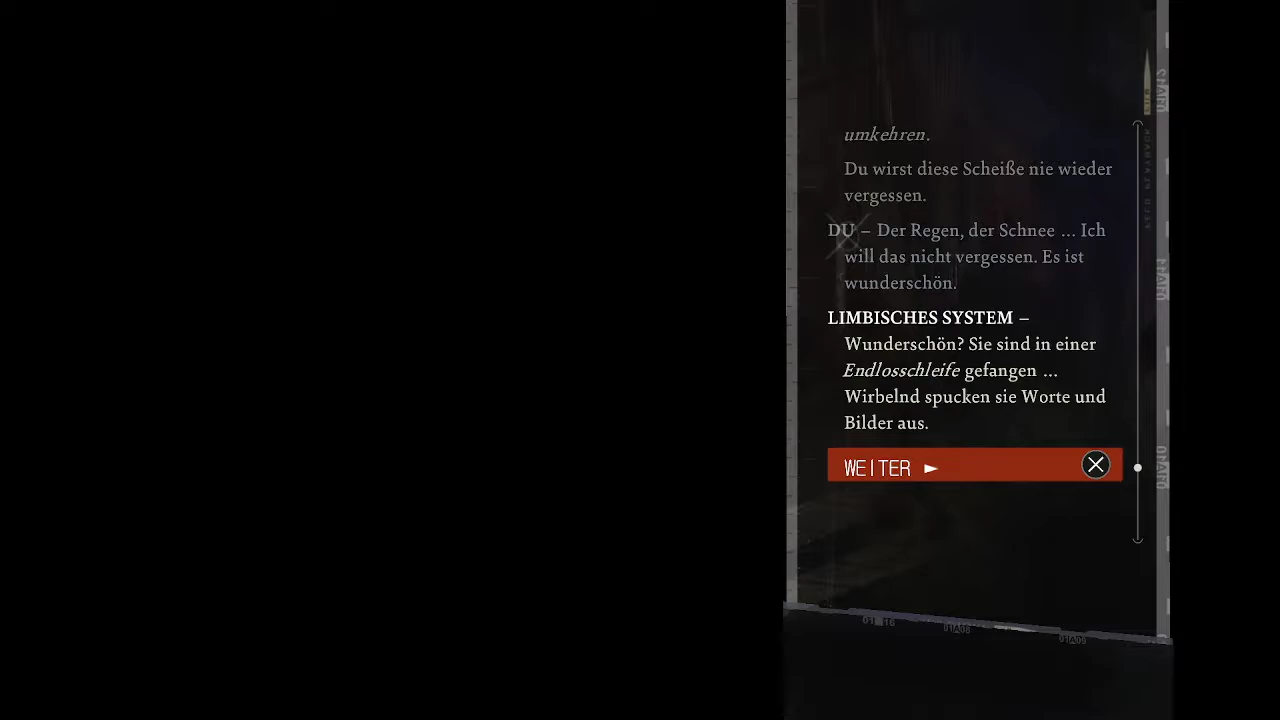 umkehren.
Du wirst diese Scheiße nie wieder
vergessen.
DU – Der Regen, der Schnee ... Ich
will das nicht vergessen. Es ist
wunderschön.
LIMBISCHES SYSTEM –
Wunderschön? Sie sind in einer
Endlosschleife gefangen ...
Wirbelnd spucken sie Worte und
Bilder aus.
WEITER ►